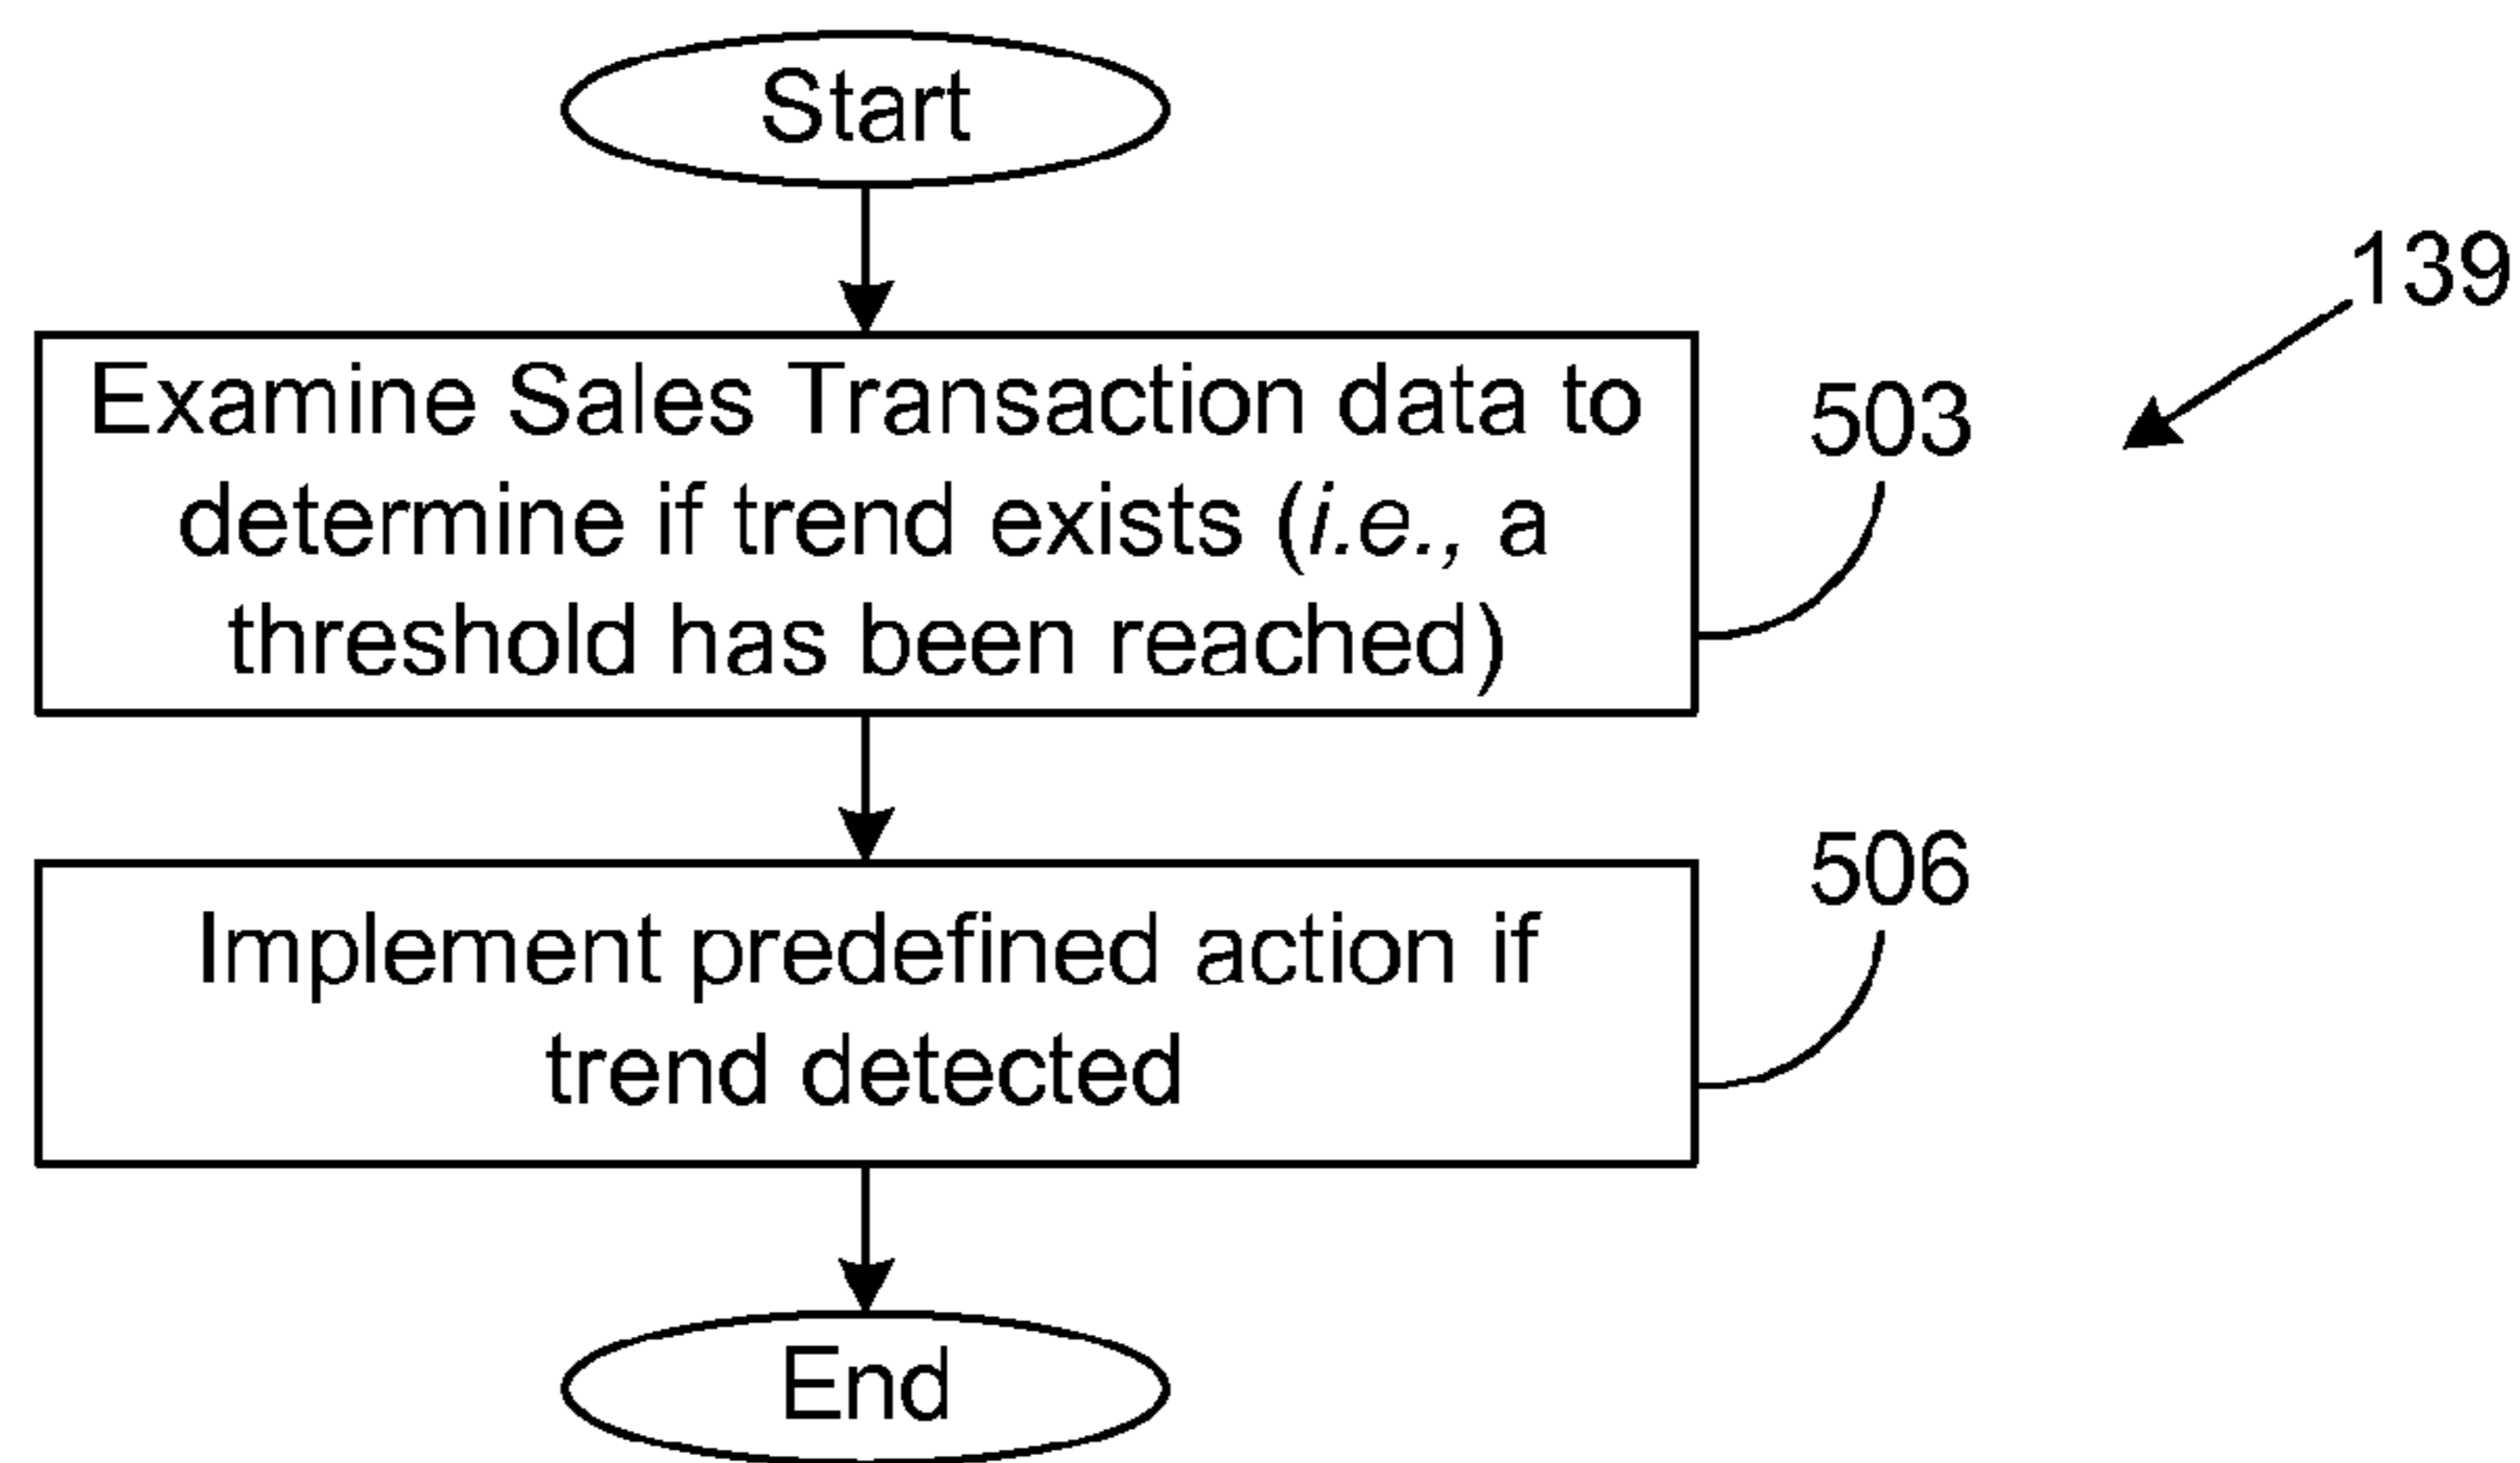 Start
139
Examine Sales Transaction data to
determine if trend exists (i.e., a
threshold has been reached)
503
Implement predefined action if
trend detected
506
End